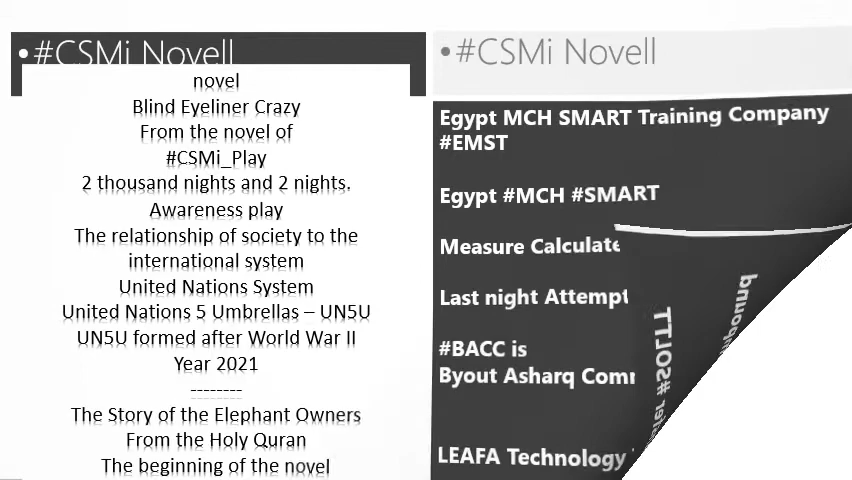 •#CSMi Novell
novel
Blind Eyeliner Crazy
From the novel of
#CSMi_Play
2 thousand nights and 2 nights.
Awareness play
The relationship of society to the
international system
United Nations System
United Nations 5 Umbrellas – UN5U
UN5U formed after World War II
Year 2021
--------
The Story of the Elephant Owners
From the Holy Quran
The beginning of the novel
•#CSMi Novell
Egypt MCH SMART Training Company
#EMST
Egypt #MCH #SMART
Measure Calculate
Last night Attempt
#BACC is
Byout Asharq
LEAFA Technology
#SOLTT